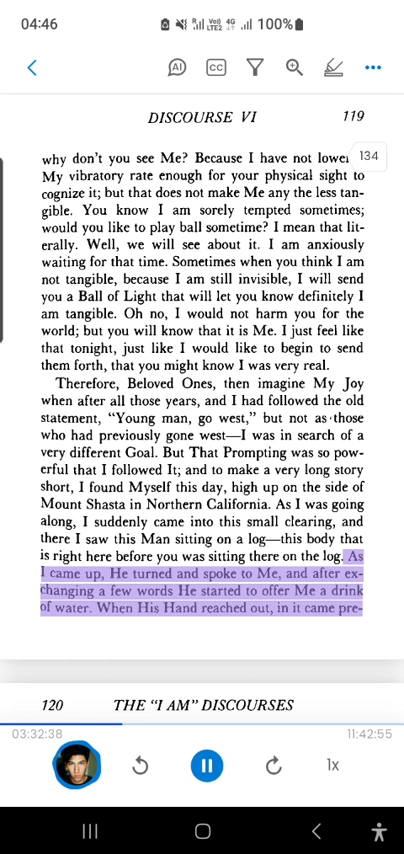 04:46
Vo)) 4G
LTE2
100%
AI
CC
DISCOURSE VI 119
134
why don't you see Me? Because I have not lowe
My vibratory rate enough for your physical sight to
cognize it; but that does not make Me any the less tan-
gible. You know I am sorely tempted sometimes;
would you like to play ball sometime? I mean that lit-
erally. Well, we will see about it. I am anxiously
waiting for that time. Sometimes when you think I am
not tangible, because I am still invisible, I will send
you a Ball of Light that will let you know definitely I
am tangible. Oh no, I would not harm you for the
world; but you will know that it is Me. I just feel like
that tonight, just like I would like to begin to send
them forth, that you might know I was very real.
Therefore, Beloved Ones, then imagine My Joy
when after all those years, and I had followed the old
statement, "Young man, go west," but not as those
who had previously gone west—I was in search of a
very different Goal. But That Prompting was so pow-
erful that I followed It; and to make a very long story
short, I found Myself this day, high up on the side of
Mount Shasta in Northern California. As I was going
along, I suddenly came into this small clearing, and
there I saw this Man sitting on a log—this body that
is right here before you was sitting there on the log. As
I came up, He turned and spoke to Me, and after ex-
changing a few words He started to offer Me a drink
of water. When His Hand reached out, in it came pre-
120 THE "I AM" DISCOURSES
03:32:38 11:42:55
1x